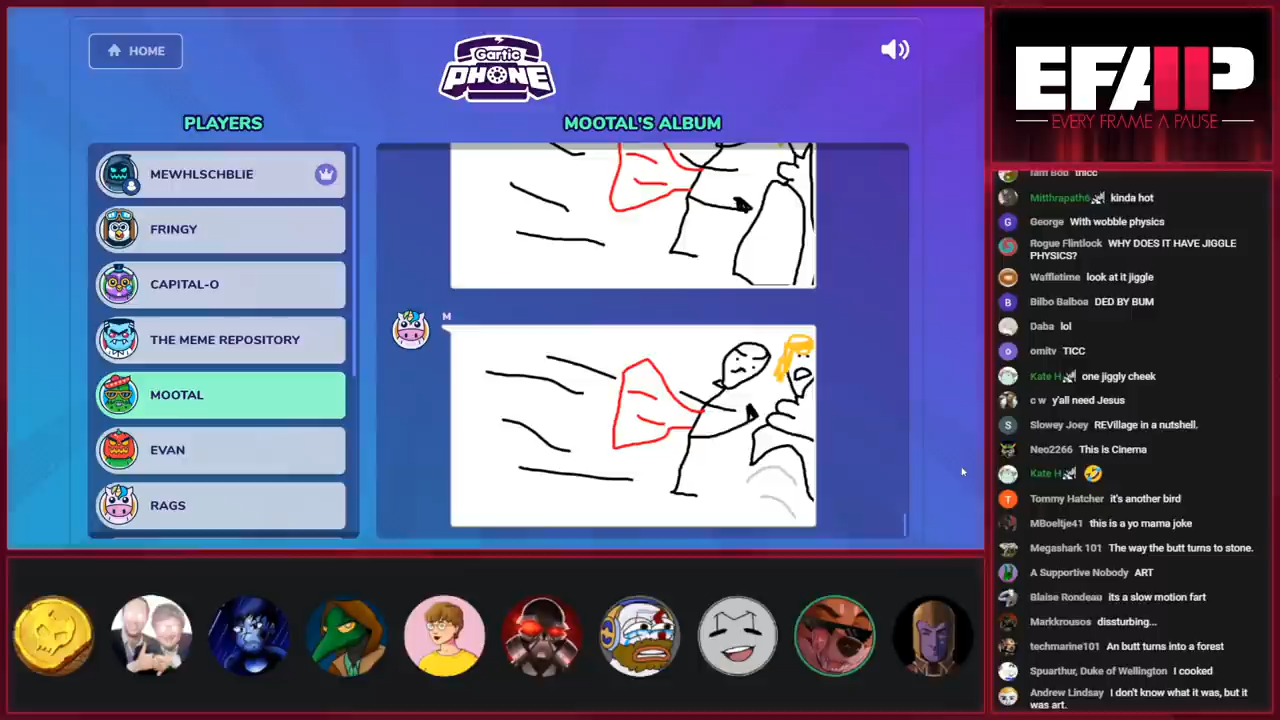 HOME
Gartic
PHONE
PLAYERS
MOOTAL'S ALBUM
MEWHLSCHBLIE
FRINGY
CAPITAL-O
THE MEME REPOSITORY
MOOTAL
EVAN
RAGS
M
EFAP
EVERY FRAME A PAUSE
Iam Bob thicc
Mitthrapath6 kinda hot
G
George With wobble physics
Rogue Flintlock WHY DOES IT HAVE JIGGLE
PHYSICS?
Waffletime look at it jiggle
B
Bilbo Balboa DED BY BUM
Daba lol
o
omitv TICC
Kate H one jiggly cheek
c w y'all need Jesus
Slowey Joey REVillage in a nutshell.
Neo2266 This is Cinema
Kate H 🤣
T
Tommy Hatcher it's another bird
MBoeltje41 this is a yo mama joke
Megashark 101 The way the butt turns to stone.
A Supportive Nobody ART
Blaise Rondeau its a slow motion fart
Markkrousos dissturbing...
techmarine101 An butt turns into a forest
Spuarthur, Duke of Wellington I cooked
Andrew Lindsay I don't know what it was, but it
was art.